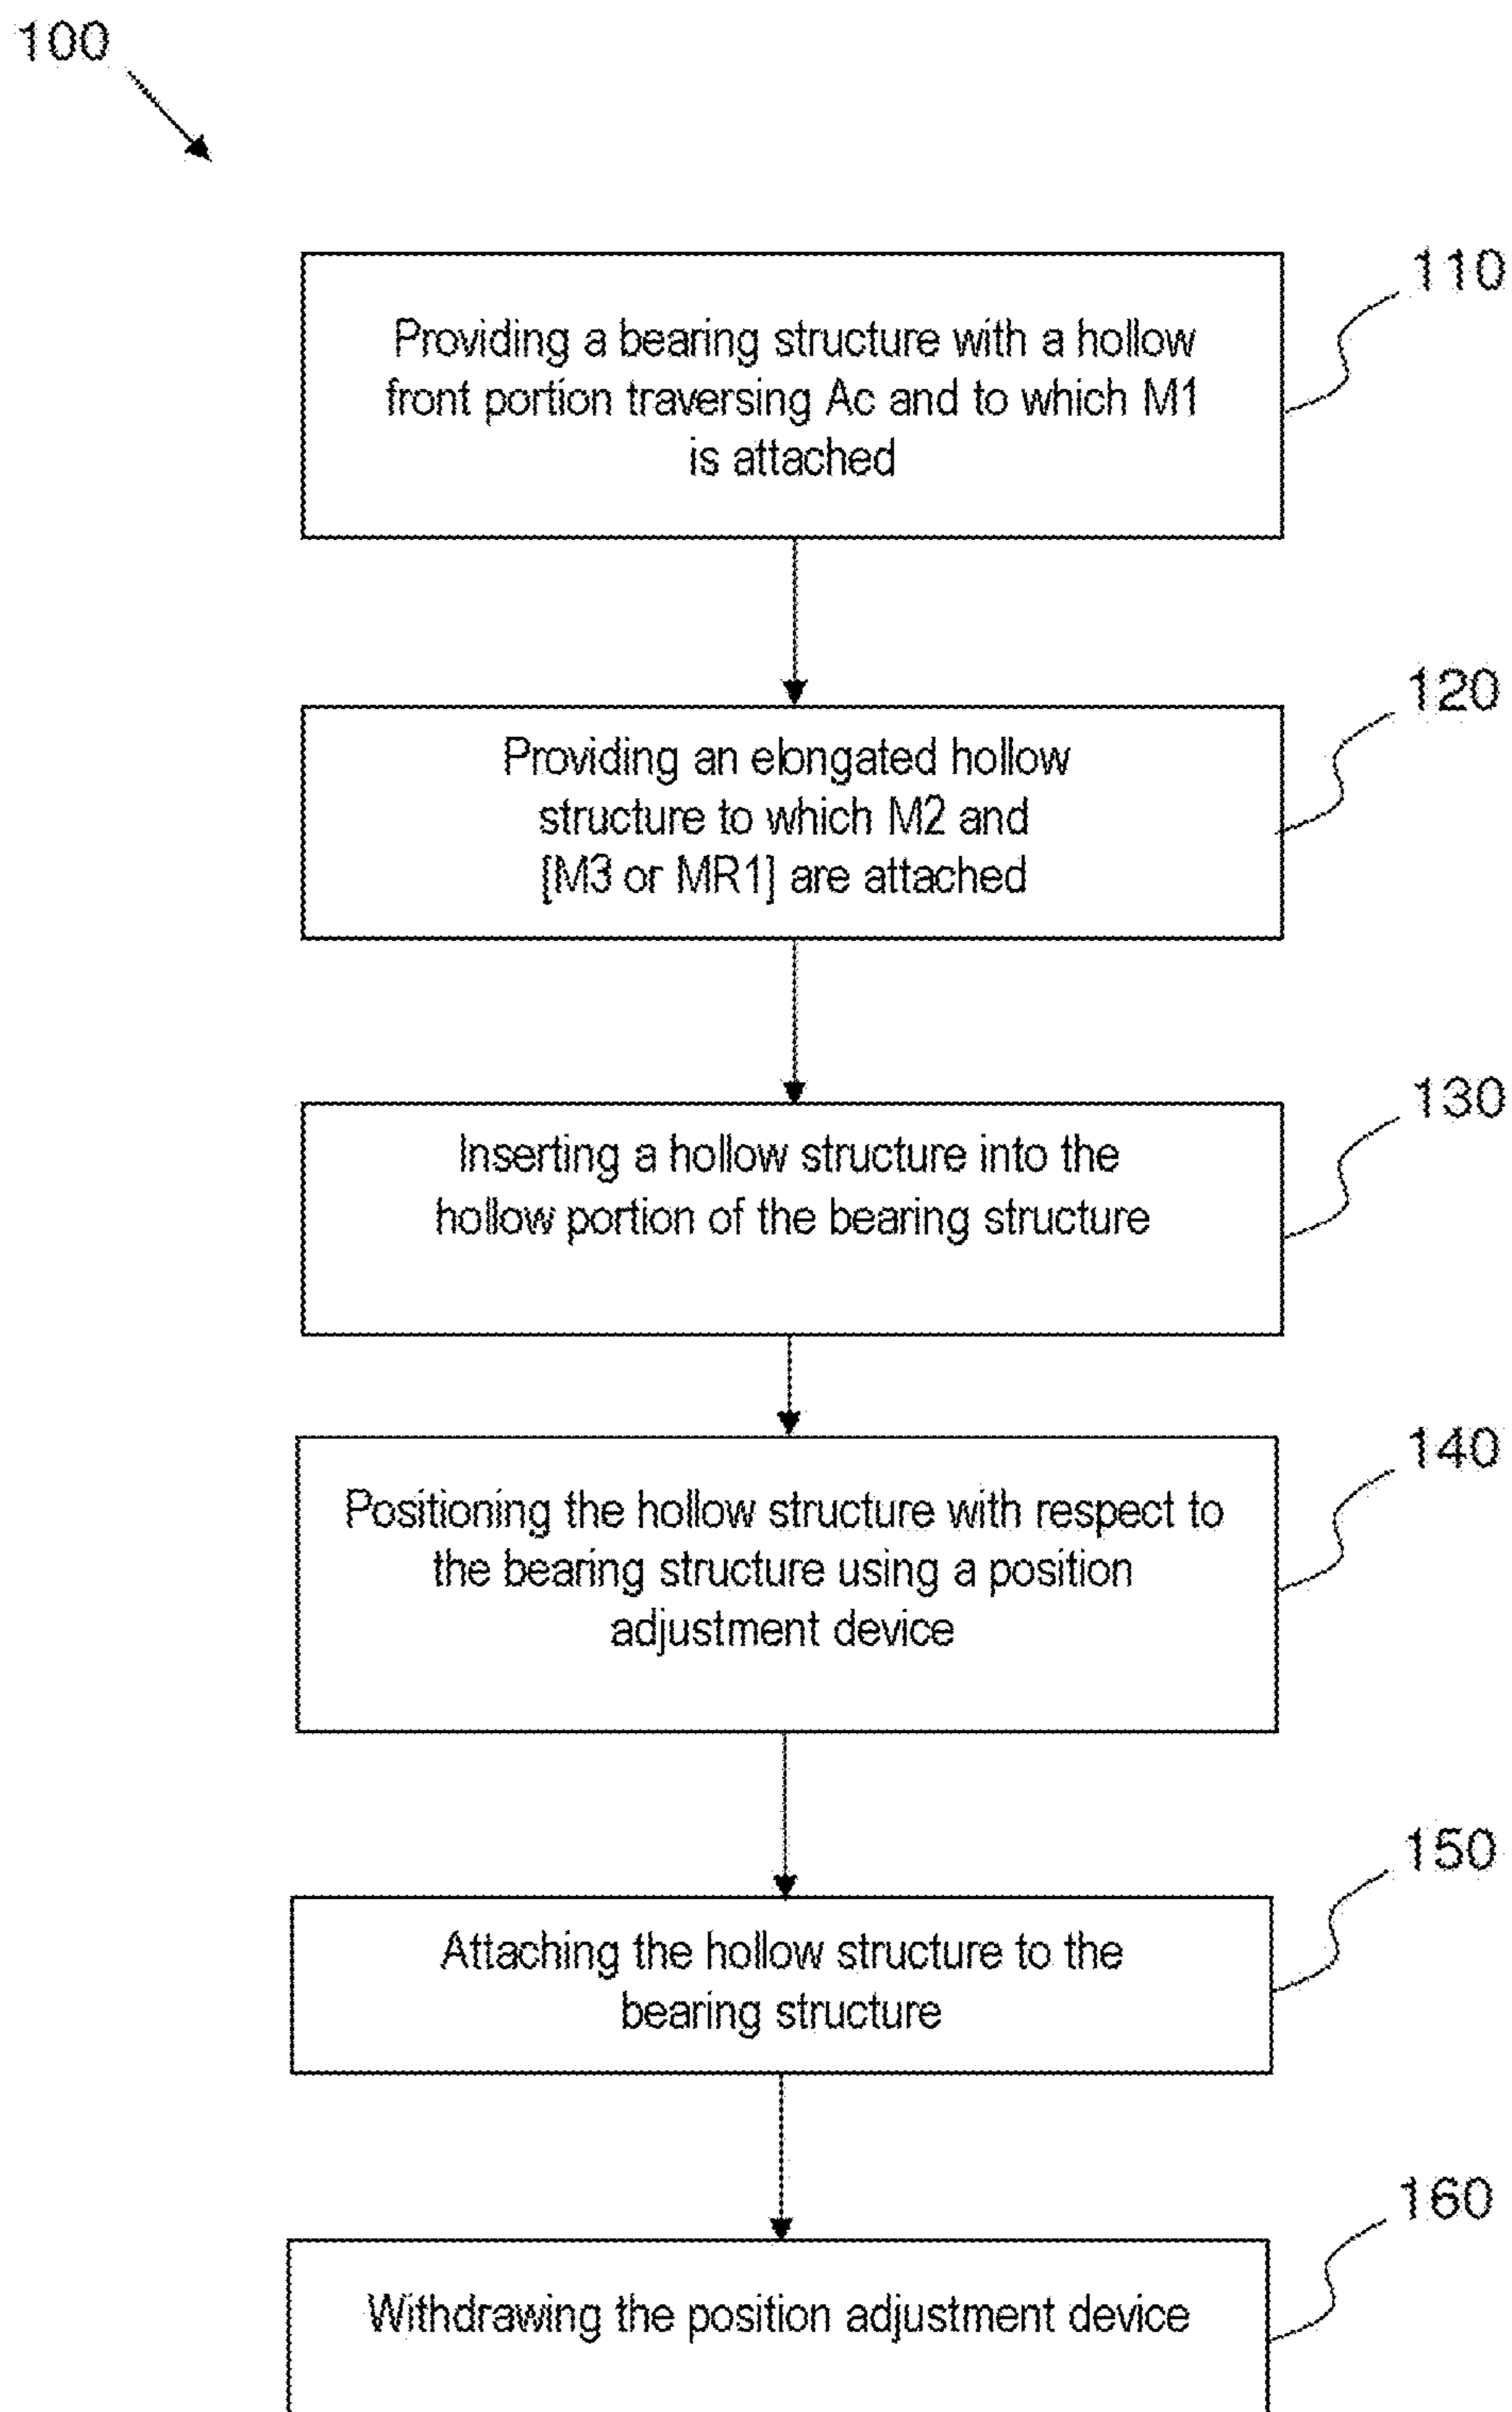 100
110
Providing a bearing structure with a hollow
front portion traversing Ac and to which M1
is attached
120
Providing an elongated hollow
structure to which M2 and
[M3 or MR1] are attached
130
Inserting a hollow structure into the
hollow portion of the bearing structure
140
Positioning the hollow structure with respect to
the bearing structure using a position
adjustment device
150
Attaching the hollow structure to the
bearing structure
160
Withdrawing the position adjustment device